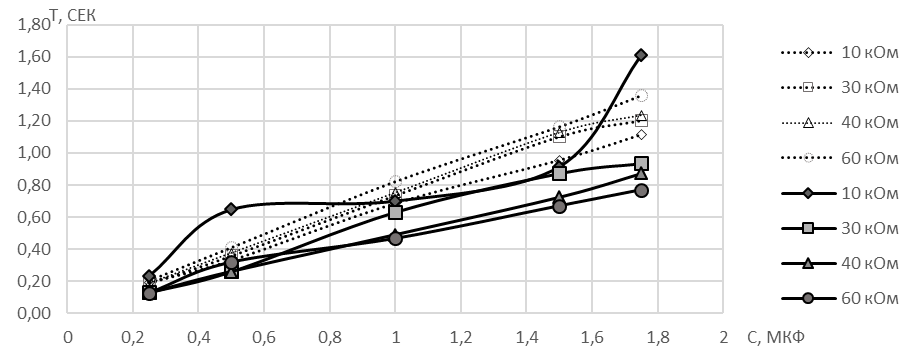 T, СЕК
1,80
1,60
1,40
1,20
1,00
0,80
0,60
0,40
0,20
0,00
0 0,2 0,4 0,6 0,8 1 1,2 1,4 1,6 1,8 2 С, МКФ
10 кОм
30 кОм
40 кОм
60 кОм
10 кОм
30 кОм
40 кОм
60 кОм